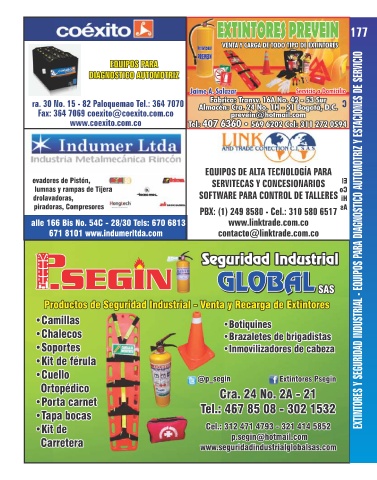 coéxito
EQUIPOS PARA
DIAGNOSTICO AUTOMOTRIZ
ra. 30 No. 15 - 82 Paloquemao Tel.: 364 7070
Fax: 364 7069 coexito@coexito.com.co
www.coexito.com.co
EXTINTORES PREVEIN
VENTA Y CARGA DE TODO TIPO DE EXTINTORES
Jaime A. Salazar
Servicio a Domicilio
Fábrica: Transv. 16A No. 42 - 53 Sur
Almacén: Cra. 24 No. 1H - 51 Bogotá, D.C.
prevein@hotmail.com
Tel. 407 6360 - 569 4202 Cel. 311 272 0594
177
Indumer Ltda
Industria Metalmecánica Rincón
evadores de Pistón,
lumnas y rampas de Tijera
drolavadoras,
piradoras, Compresores
alle 166 Bis No. 54C - 28/30 Tels: 670 6813
671 8101 www.indumerltda.com
LINK
AND TRADE CONECTION C.I. S.A.S.
EQUIPOS DE ALTA TECNOLOGÍA PARA
SERVITECAS Y CONCESIONARIOS
SOFTWARE PARA CONTROL DE TALLERES
PBX: (1) 249 8580 - Cel.: 310 580 6517
www.linktrade.com.co
contacto@linktrade.com.co
P.SEGIN
Seguridad Industrial
GLOBAL SAS
Productos de Seguridad Industrial - Venta y Recarga de Extintores
•Camillas
•Chalecos
•Soportes
•Kit de férula
•Cuello
Ortopédico
•Porta carnet
•Tapa bocas
•Kit de
Carretera
•Botiquines
•Brazaletes de brigadistas
•Inmovilizadores de cabeza
@p_segin
Extintores Psegin
Cra. 24 No. 2A - 21
Tel.: 467 85 08 - 302 1532
Cel.: 312 471 4793 - 321 414 5852
p.segin@hotmail.com
www.seguridadindustrialglobalsas.com
EXTINTORES Y SEGURIDAD INDUSTRIAL - EQUIPOS PARA DIAGNOSTICO AUTOMOTRIZ Y ESTACIONES DE SERVICIO